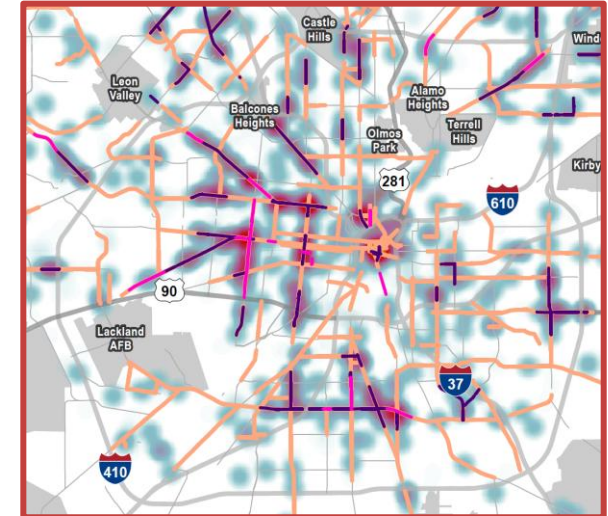 Castle
Hills
Leon
Valley
Balcones
Heights
Alamo
Heights
Olmos
Park
Terrell
Hills
Kirby
281
610
90
Lackland
AFB
37
410